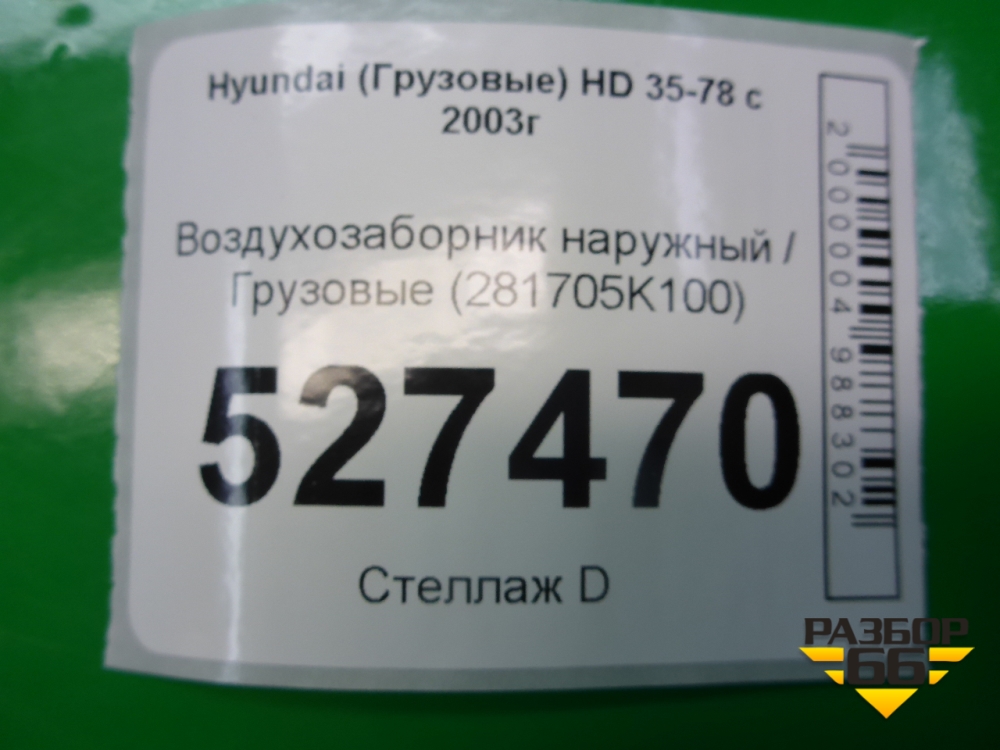 Hyundai (Грузовые) HD 35-78 с
2003г
Воздухозаборник наружный /
Грузовые (281705K100)
527470
Стеллаж D
2000004988302
РАЗБОР
66